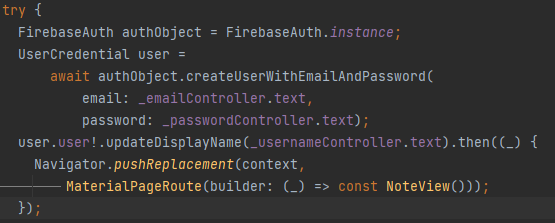 try {
FirebaseAuth authObject = FirebaseAuth.instance;
UserCredential user =
await authObject.createUserWithEmailAndPassword(
email: _emailController.text,
password: _passwordController.text);
user.user!.updateDisplayName(_usernameController.text).then((_) {
Navigator.pushReplacement(context,
MaterialPageRoute(builder: (_) => const NoteView()));
});